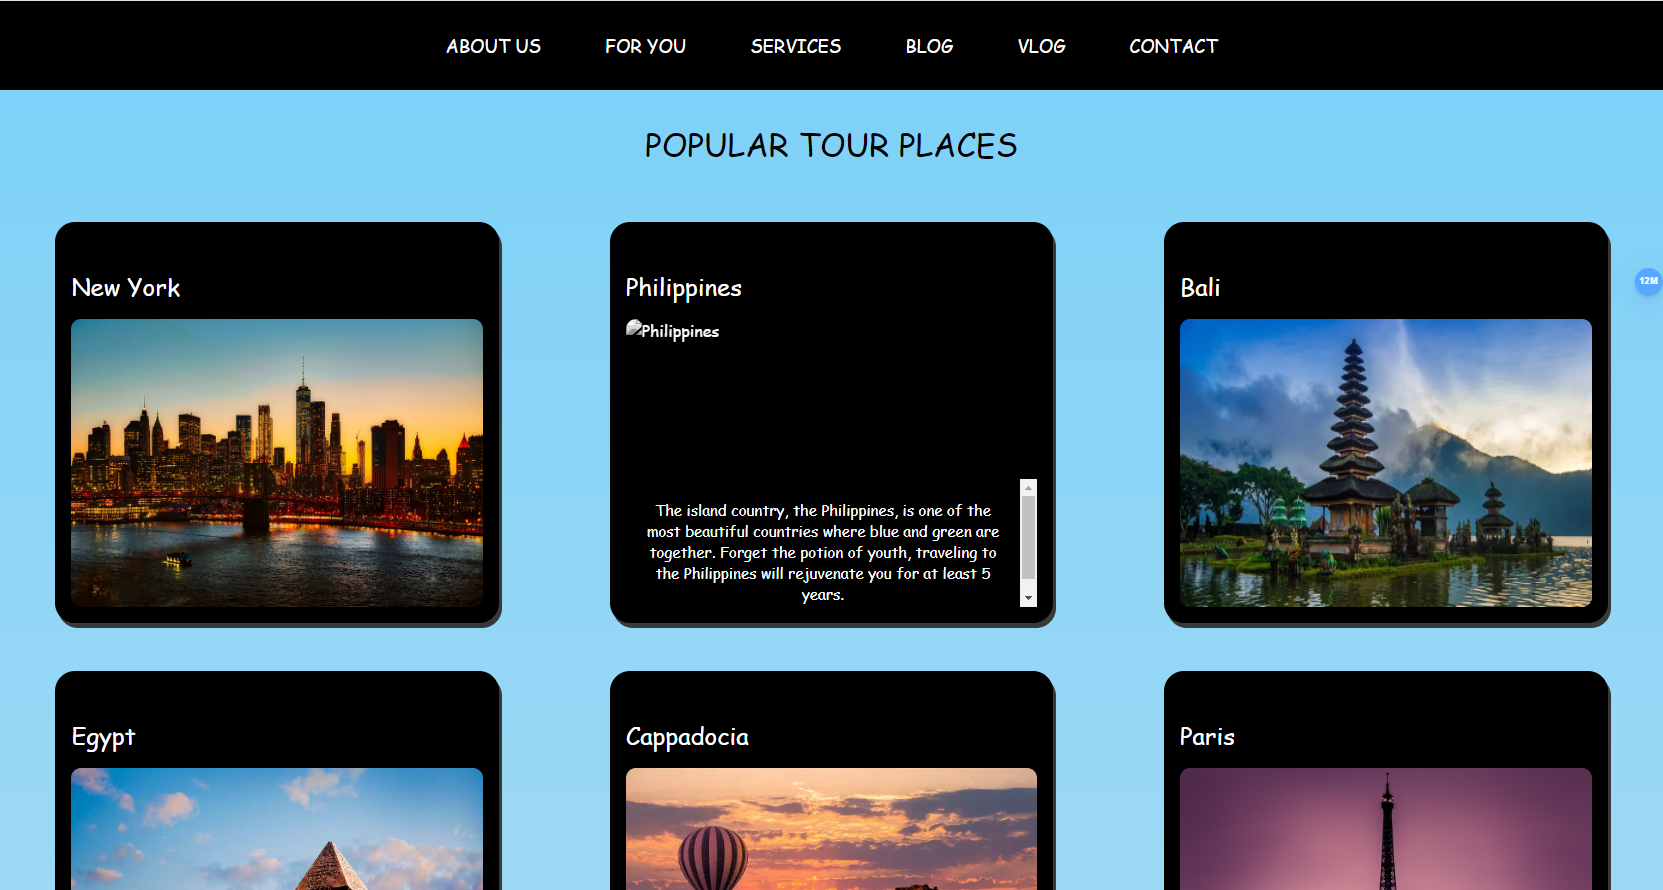 ABOUT US FOR YOU SERVICES BLOG VLOG CONTACT
POPULAR TOUR PLACES
New York
Philippines
Bali
12M
Philippines
The island country, the Philippines, is one of the
most beautiful countries where blue and green are
together. Forget the potion of youth, traveling to
the Philippines will rejuvenate you for at least 5
years.
Egypt
Cappadocia
Paris